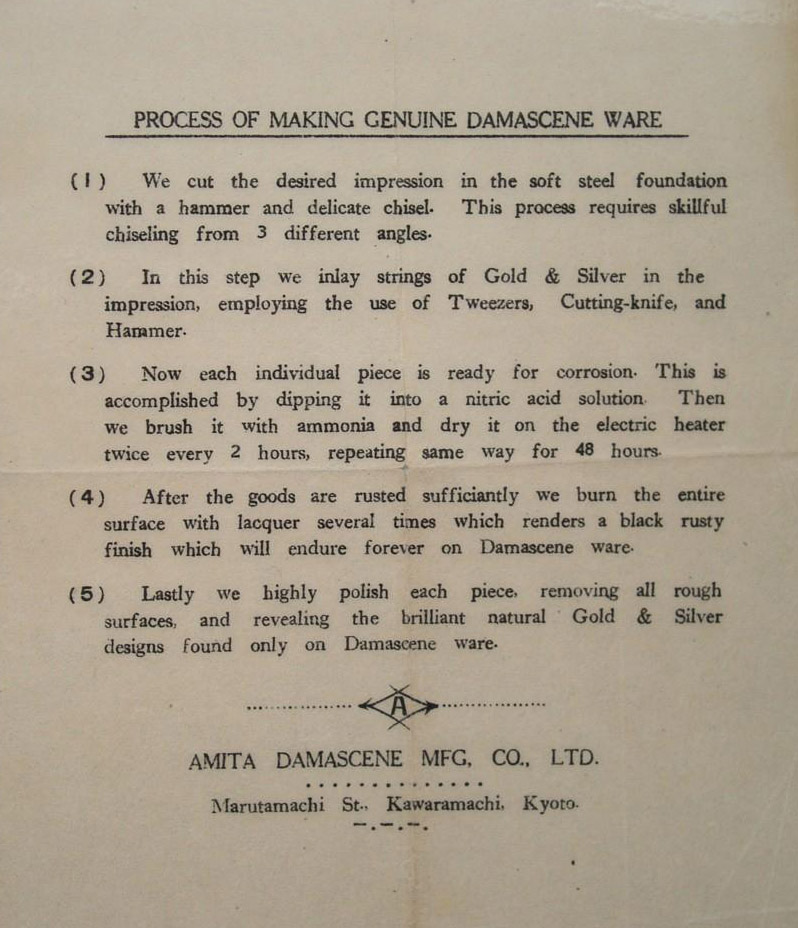 PROCESS OF MAKING GENUINE DAMASCENE WARE
(1) We cut the desired impression in the soft steel foundation
with a hammer and delicate chisel. This process requires skillful
chiseling from 3 different angles.
(2) In this step we inlay strings of Gold & Silver in the
impression, employing the use of Tweezers, Cutting-knife, and
Hammer.
(3) Now each individual piece is ready for corrosion. This is
accomplished by dipping it into a nitric acid solution. Then
we brush it with ammonia and dry it on the electric heater
twice every 2 hours, repeating same way for 48 hours.
(4) After the goods are rusted sufficiantly we burn the entire
surface with lacquer several times which renders a black rusty
finish which will endure forever on Damascene ware.
(5) Lastly we highly polish each piece, removing all rough
surfaces, and revealing the brilliant natural Gold & Silver
designs found only on Damascene ware.
A
AMITA DAMASCENE MFG, CO., LTD.
Marutamachi St., Kawaramachi, Kyoto.